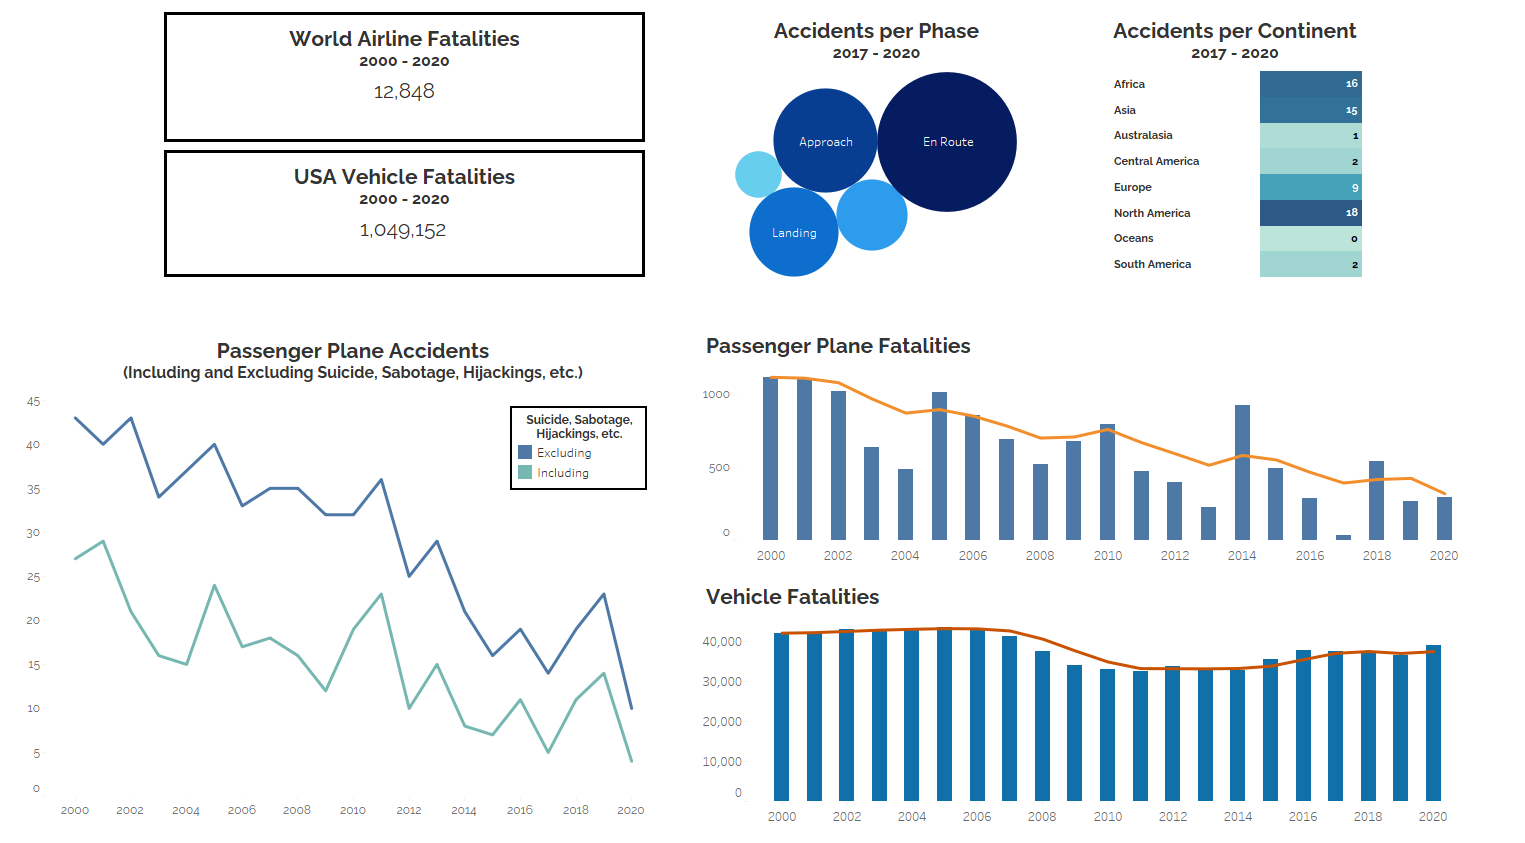 World Airline Fatalities
2000 - 2020
12,848
USA Vehicle Fatalities
2000 - 2020
1,049,152
Accidents per Phase
2017 - 2020
Approach
En Route
Landing
Accidents per Continent
2017 - 2020
Africa 16
Asia 15
Australasia 1
Central America 2
Europe 9
North America 18
Oceans 0
South America 2
Passenger Plane Accidents
(Including and Excluding Suicide, Sabotage, Hijackings, etc.)
45
40
35
30
25
20
15
10
5
0
Suicide, Sabotage,
Hijackings, etc.
Excluding
Including
2000 2002 2004 2006 2008 2010 2012 2014 2016 2018 2020
Passenger Plane Fatalities
1000
500
0
2000 2002 2004 2006 2008 2010 2012 2014 2016 2018 2020
Vehicle Fatalities
40,000
30,000
20,000
10,000
0
2000 2002 2004 2006 2008 2010 2012 2014 2016 2018 2020